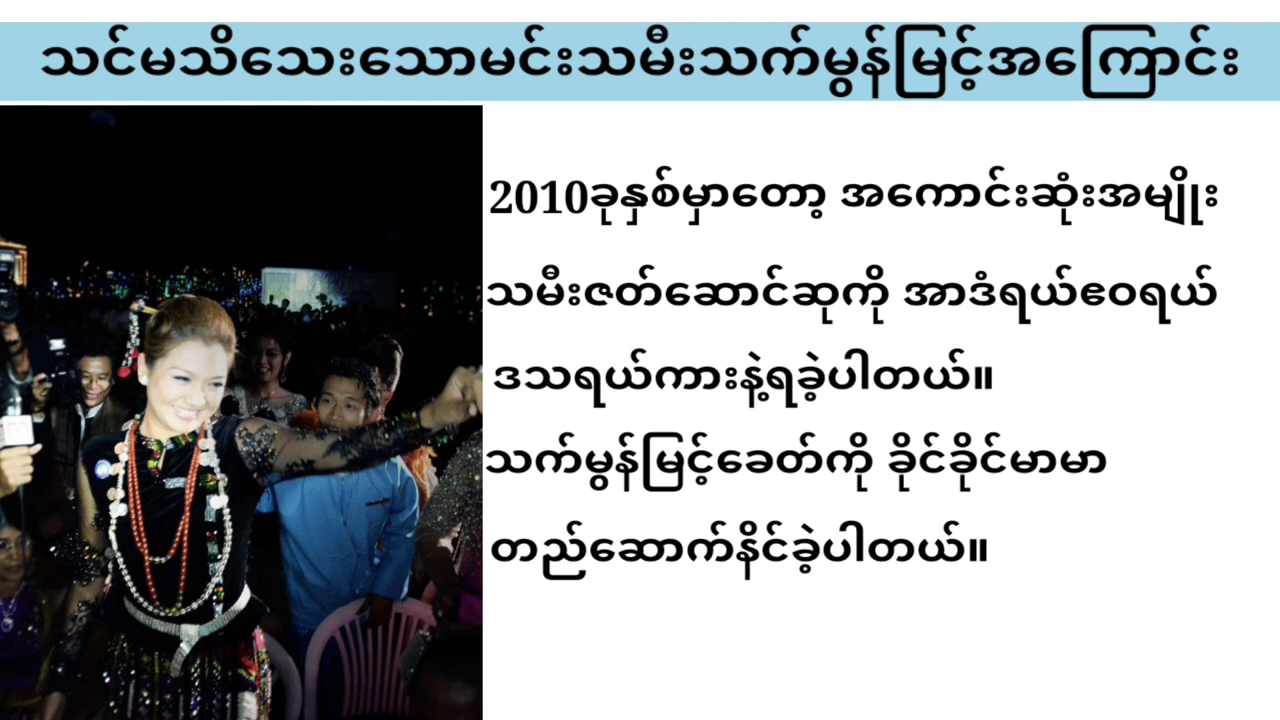 သင်မသိသေးသောမင်းသမီးသက်မွန်မြင့်အကြောင်း
2010ခုနှစ်မှာတော့ အကောင်းဆုံးအမျိုး
သမီးဇတ်ဆောင်ဆုကို အာဒံရယ်ဧဝရယ်
ဒသရယ်ကားနဲ့ရခဲ့ပါတယ်။
သက်မွန်မြင့်ခေတ်ကို ခိုင်ခိုင်မာမာ
တည်ဆောက်နိင်ခဲ့ပါတယ်။